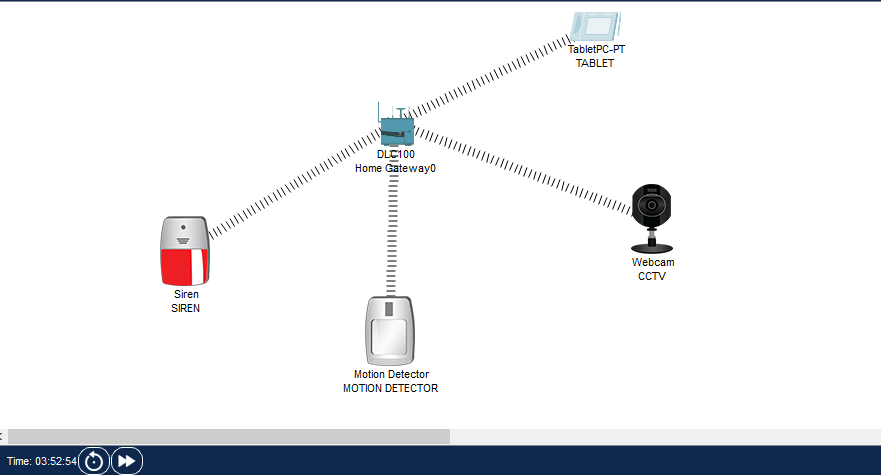 TabletPC-PT
TABLET
DLC100
Home Gateway0
Webcam
CCTV
Siren
SIREN
Motion Detector
MOTION DETECTOR
Time: 03:52:54